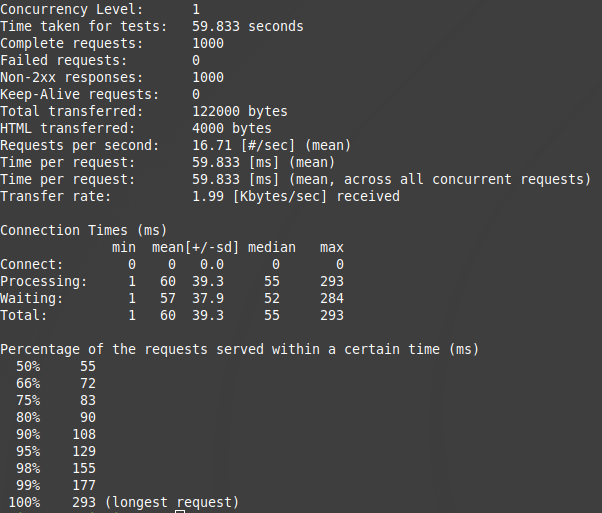 Concurrency Level:      1
Time taken for tests:   59.833 seconds
Complete requests:      1000
Failed requests:        0
Non-2xx responses:      1000
Keep-Alive requests:    0
Total transferred:      122000 bytes
HTML transferred:       4000 bytes
Requests per second:    16.71 [#/sec] (mean)
Time per request:       59.833 [ms] (mean)
Time per request:       59.833 [ms] (mean, across all concurrent requests)
Transfer rate:          1.99 [Kbytes/sec] received

Connection Times (ms)
              min  mean[+/-sd] median   max
Connect:        0    0   0.0      0       0
Processing:     1   60  39.3     55     293
Waiting:        1   57  37.9     52     284
Total:          1   60  39.3     55     293

Percentage of the requests served within a certain time (ms)
  50%     55
  66%     72
  75%     83
  80%     90
  90%    108
  95%    129
  98%    155
  99%    177
 100%    293 (longest request)